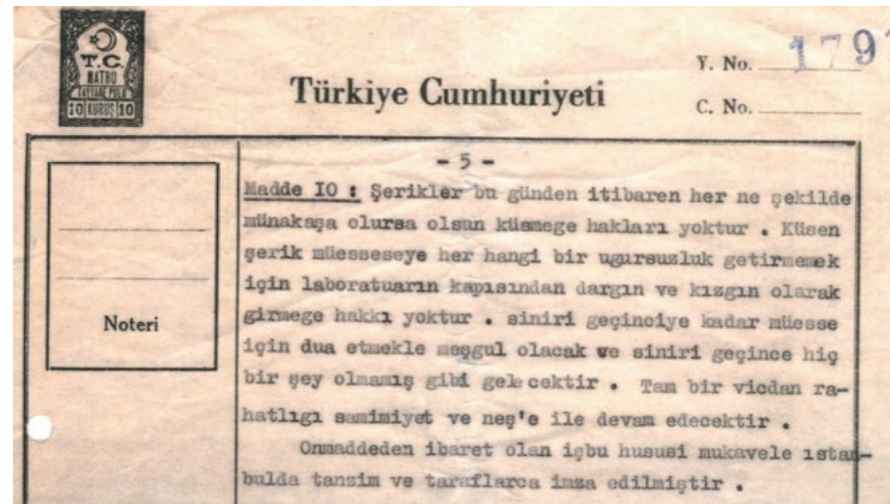 T.C.
MATBU
TAYYARE PULU
10 KURUŞ 10
Türkiye Cumhuriyeti
Y. No. 1791
C. No.
Noteri
- 5 -
Madde IO : Şerikler bu günden itibaren her ne şekilde
münakaşa olursa olsun küsmege hakları yoktur . Küsen
şerik müesseseye her hangi bir ugursuzluk getirmemek
için laboratuarın kapısından dargın ve kızgın olarak
girmege hakkı yoktur . siniri geçinciye kadar müesse
için dua etmekle meşgul olacak ve siniri geçince hiç
bir şey olmamış gibi gelecektir . Tam bir vicdan ra-
hatlıgı samimiyet ve neş'e ile devam edecektir .
Onmaddeden ibaret olan işbu hususi mukavele ıstan-
bulda tanzim ve taraflarca imza edilmiştir .